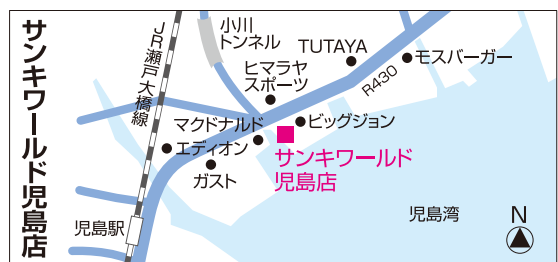 サンキワールド児島店
JR瀬戸大橋線
小川
トンネル
TUTAYA
モスバーガー
ヒマラヤ
スポーツ
R430
マクドナルド
ビッグジョン
エディオン
サンキワールド
児島店
ガスト
児島駅
児島湾
N